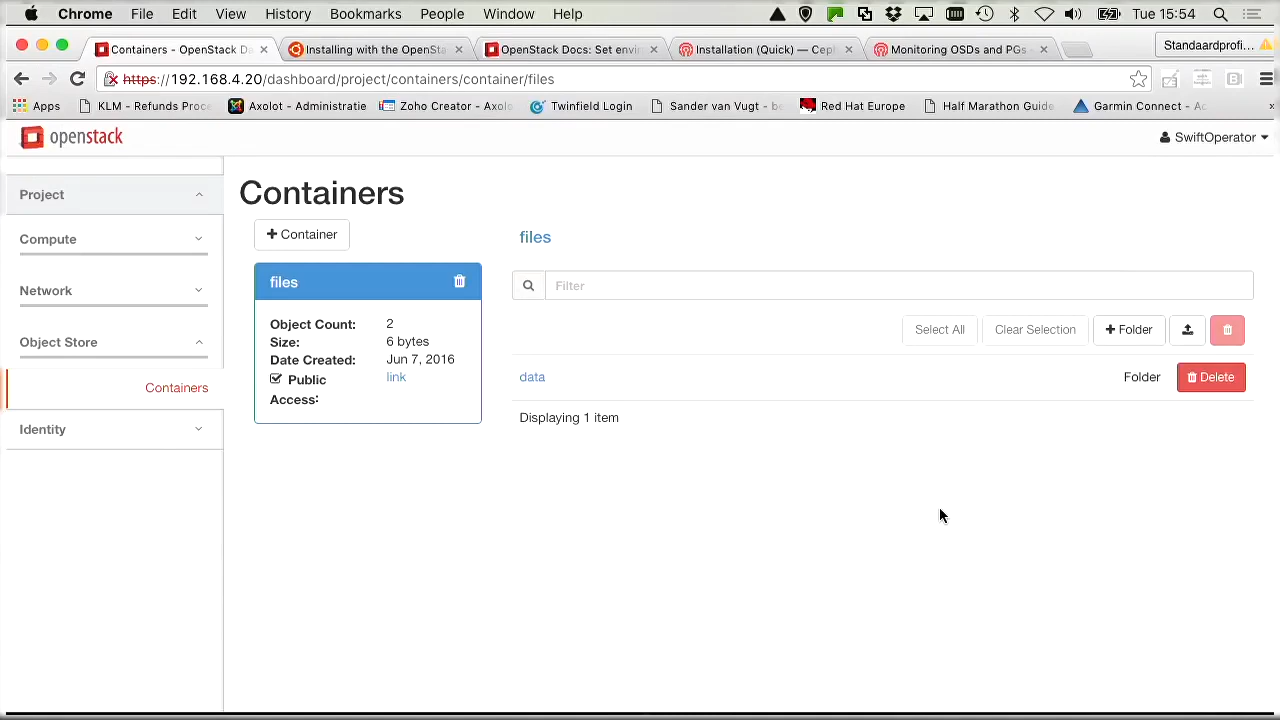 Chrome File Edit View History Bookmarks People Window Help Tue 15:54
Containers - OpenStack Da Installing with the OpenSta OpenStack Docs: Set env Installation (Quick) — Cep Monitoring OSDs and PGs Standaardprofi...
https://192.168.4.20/dashboard/project/containers/container/files
Apps KLM - Refunds Proce Axolot - Administratie Zoho Creator - Axolo Twinfield Login Sander van Vugt - be Red Hat Europe Half Marathon Guide Garmin Connect - Ac »
openstack SwiftOperator
Project
Compute
Network
Object Store
Containers
Identity
Containers
+ Container
files
Object Count: 2
Size: 6 bytes
Date Created: Jun 7, 2016
Public Access: link
files
Filter
Select All Clear Selection + Folder
data Folder Delete
Displaying 1 item